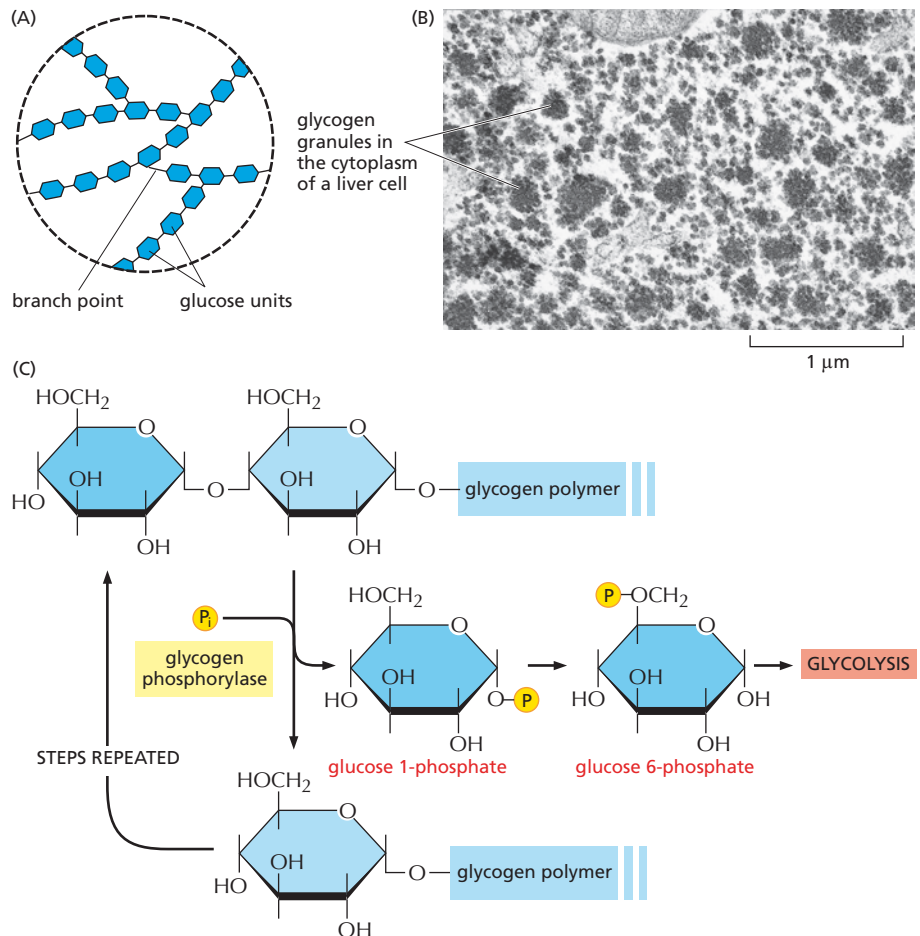 (A)
(B)
glycogen
granules in
the cytoplasm
of a liver cell
branch point
glucose units
1 μm
(C)
HOCH2
O
OH
HO
OH
O
HOCH2
O
OH
OH
O
glycogen polymer
Pi
glycogen
phosphorylase
HOCH2
O
OH
HO
O
P
OH
glucose 1-phosphate
P
OCH2
O
OH
HO
OH
OH
glucose 6-phosphate
GLYCOLYSIS
STEPS REPEATED
HOCH2
O
OH
HO
OH
O
glycogen polymer